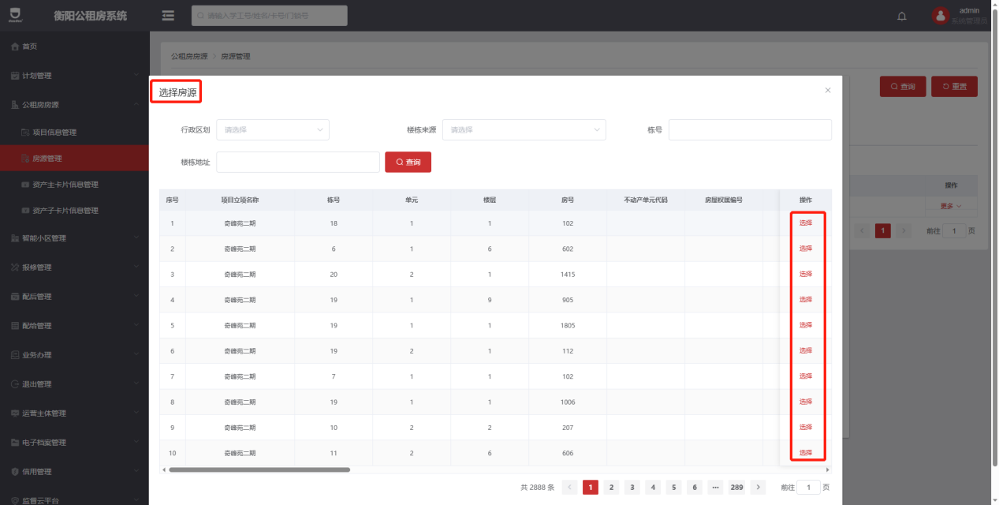 衡阳公租房系统
请输入学工号/姓名/卡号/门锁号
admin
系统管理员
首页
计划管理
公租房房源
项目信息管理
房源管理
资产主卡片信息管理
资产子卡片信息管理
智能小区管理
报修管理
配后管理
配给管理
业务办理
退出管理
运营主体管理
电子档案管理
信用管理
监督云平台
公租房房源 > 房源管理
查询 重置
操作
更多
1 前往 1 页
选择房源
行政区划 请选择 楼栋来源 请选择 栋号
楼栋地址 查询
序号 项目立项名称 栋号 单元 楼层 房号 不动产单元代码 房屋权属编号 操作
1 奇峰苑二期 18 1 1 102 选择
2 奇峰苑二期 6 1 6 602 选择
3 奇峰苑二期 20 2 1 1415 选择
4 奇峰苑二期 19 1 9 905 选择
5 奇峰苑二期 19 1 1 1805 选择
6 奇峰苑二期 19 2 1 112 选择
7 奇峰苑二期 7 1 1 102 选择
8 奇峰苑二期 19 1 1 1006 选择
9 奇峰苑二期 10 2 2 207 选择
10 奇峰苑二期 11 2 6 606 选择
共 2888 条 1 2 3 4 5 6 ··· 289 前往 1 页